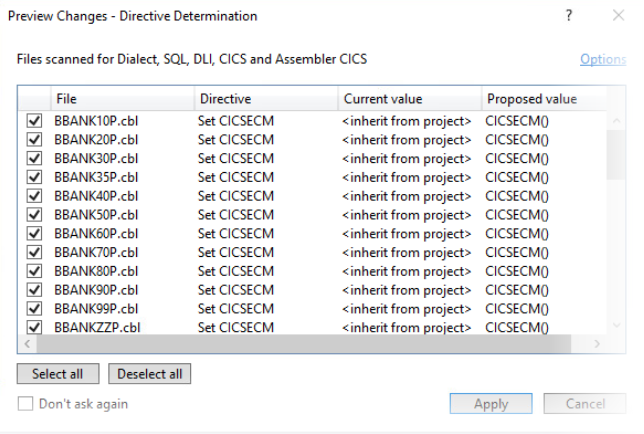 Preview Changes - Directive Determination ?
Files scanned for Dialect, SQL, DLI, CICS and Assembler CICS Options
File Directive Current value Proposed value
BBANK10P.cbl Set CICSECM <inherit from project> CICSECM()
BBANK20P.cbl Set CICSECM <inherit from project> CICSECM()
BBANK30P.cbl Set CICSECM <inherit from project> CICSECM()
BBANK35P.cbl Set CICSECM <inherit from project> CICSECM()
BBANK40P.cbl Set CICSECM <inherit from project> CICSECM()
BBANK50P.cbl Set CICSECM <inherit from project> CICSECM()
BBANK60P.cbl Set CICSECM <inherit from project> CICSECM()
BBANK70P.cbl Set CICSECM <inherit from project> CICSECM()
BBANK80P.cbl Set CICSECM <inherit from project> CICSECM()
BBANK90P.cbl Set CICSECM <inherit from project> CICSECM()
BBANK99P.cbl Set CICSECM <inherit from project> CICSECM()
BBANKZZP.cbl Set CICSECM <inherit from project> CICSECM()
Select all Deselect all
Don't ask again Apply Cancel